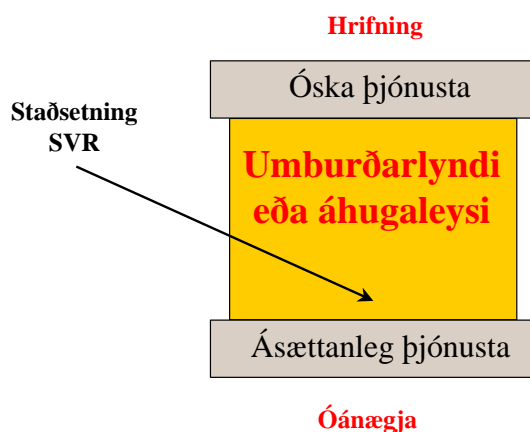 Hrifning
Óska þjónusta
Staðsetning
SVR
Umburðarlyndi
eða áhugaleysi
Ásættanleg þjónusta
Óánægja